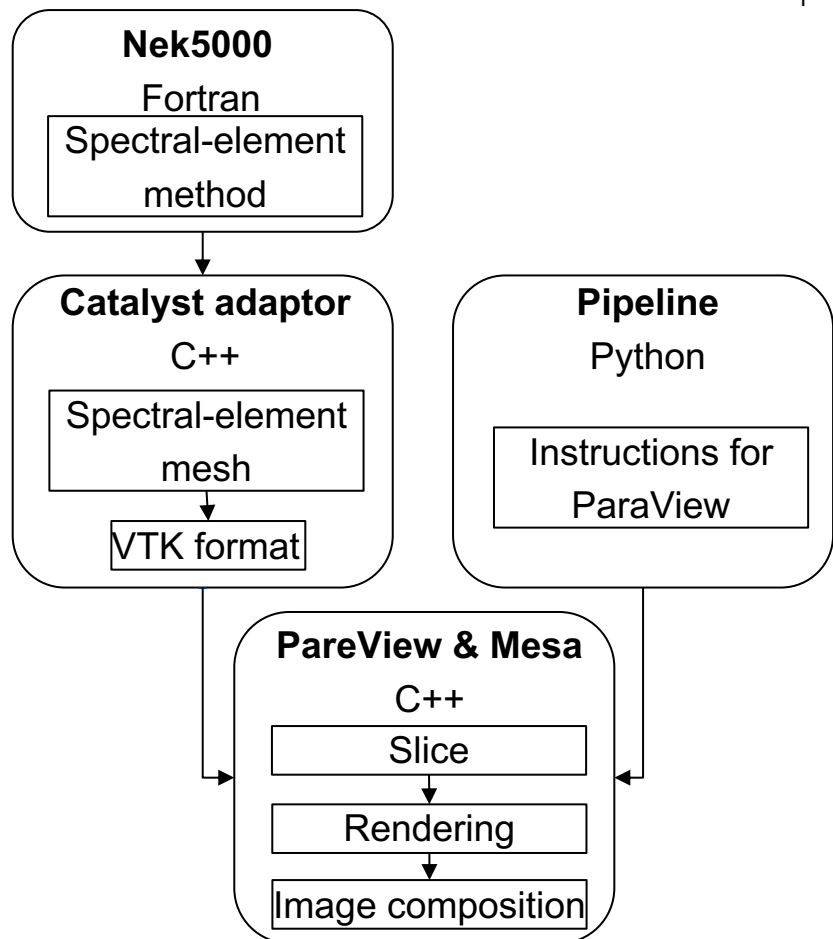 Nek5000
Fortran
Spectral-element
method
Catalyst adaptor
C++
Spectral-element
mesh
VTK format
Pipeline
Python
Instructions for
ParaView
PareView & Mesa
C++
Slice
Rendering
Image composition